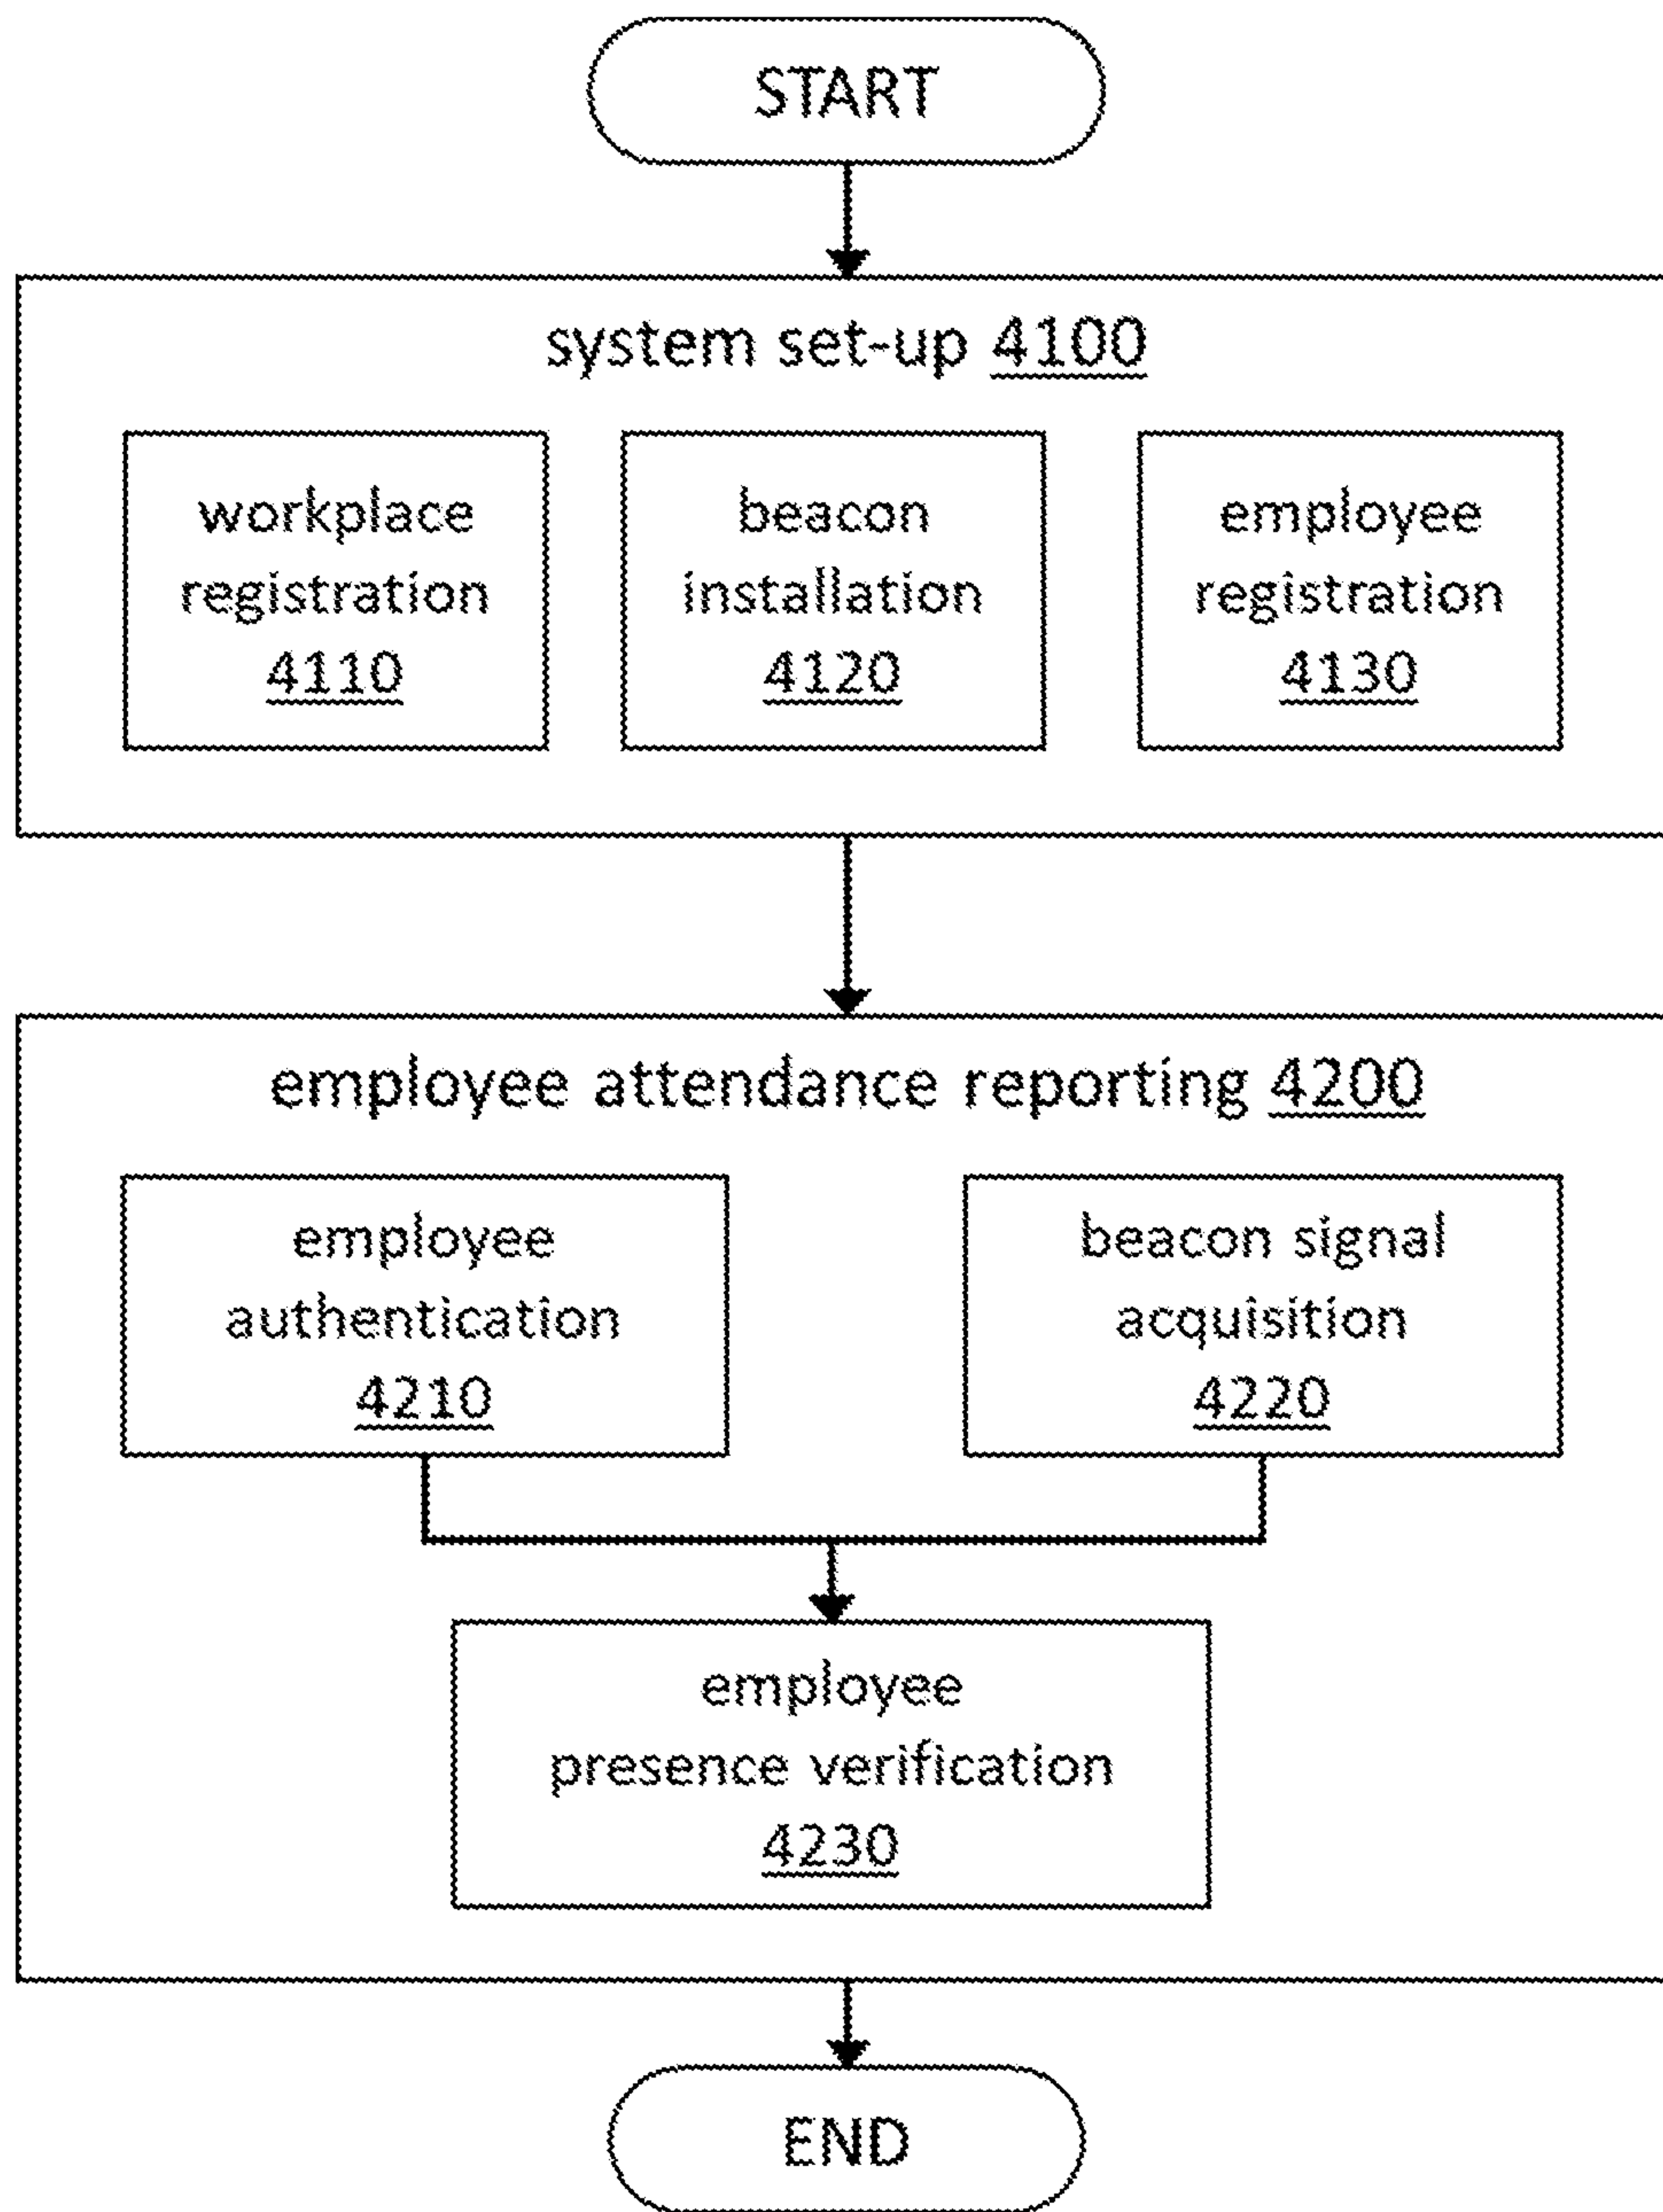 START
system set-up 4100
workplace
registration
4110
beacon
installation
4120
employee
registration
4130
employee attendance reporting 4200
employee
authentication
4210
beacon signal
acquisition
4220
employee
presence verification
4230
END